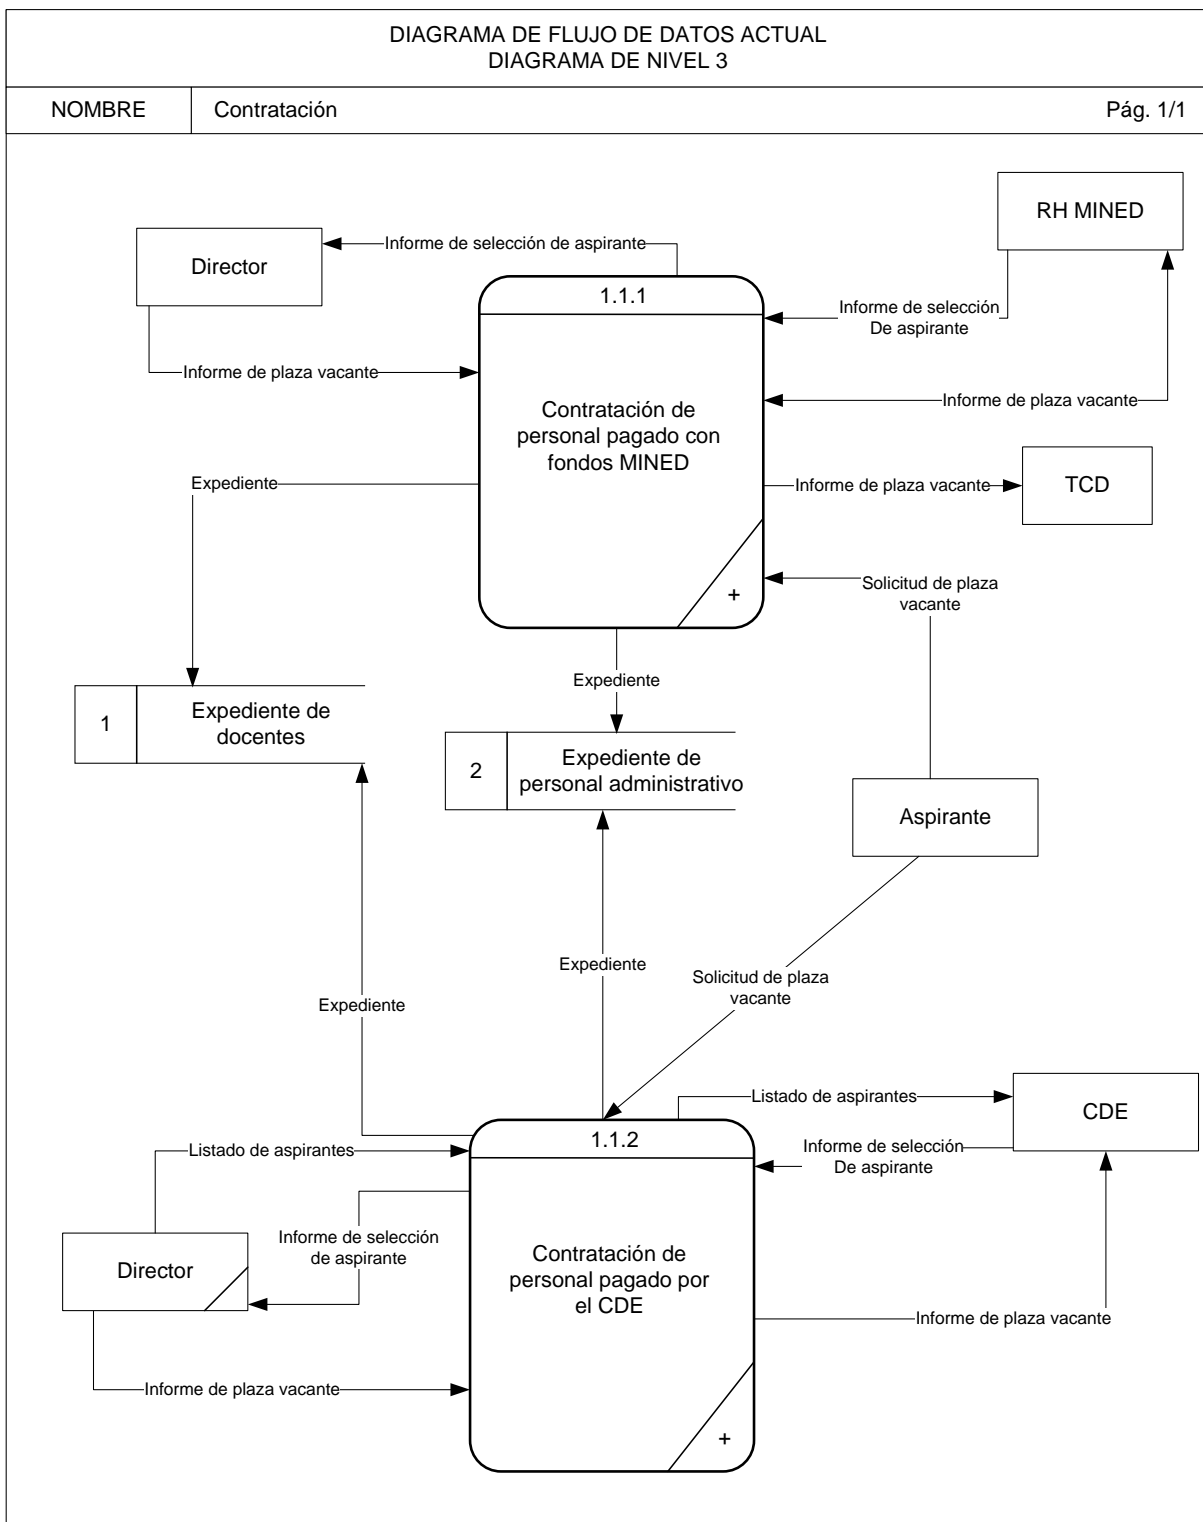 DIAGRAMA DE FLUJO DE DATOS ACTUAL
DIAGRAMA DE NIVEL 3
NOMBRE
Contratación
Pág. 1/1
RH MINED
Informe de selección de aspirante
Director
1.1.1
Informe de selección
De aspirante
Informe de plaza vacante
Informe de plaza vacante
Contratación de
personal pagado con
fondos MINED
Expediente
Informe de plaza vacante
TCD
Solicitud de plaza
vacante
+
Expediente
1
Expediente de
docentes
2
Expediente de
personal administrativo
Aspirante
Expediente
Solicitud de plaza
vacante
Expediente
Listado de aspirantes
CDE
1.1.2
Listado de aspirantes
Informe de selección
De aspirante
Informe de selección
de aspirante
Director
Contratación de
personal pagado por
el CDE
Informe de plaza vacante
Informe de plaza vacante
+